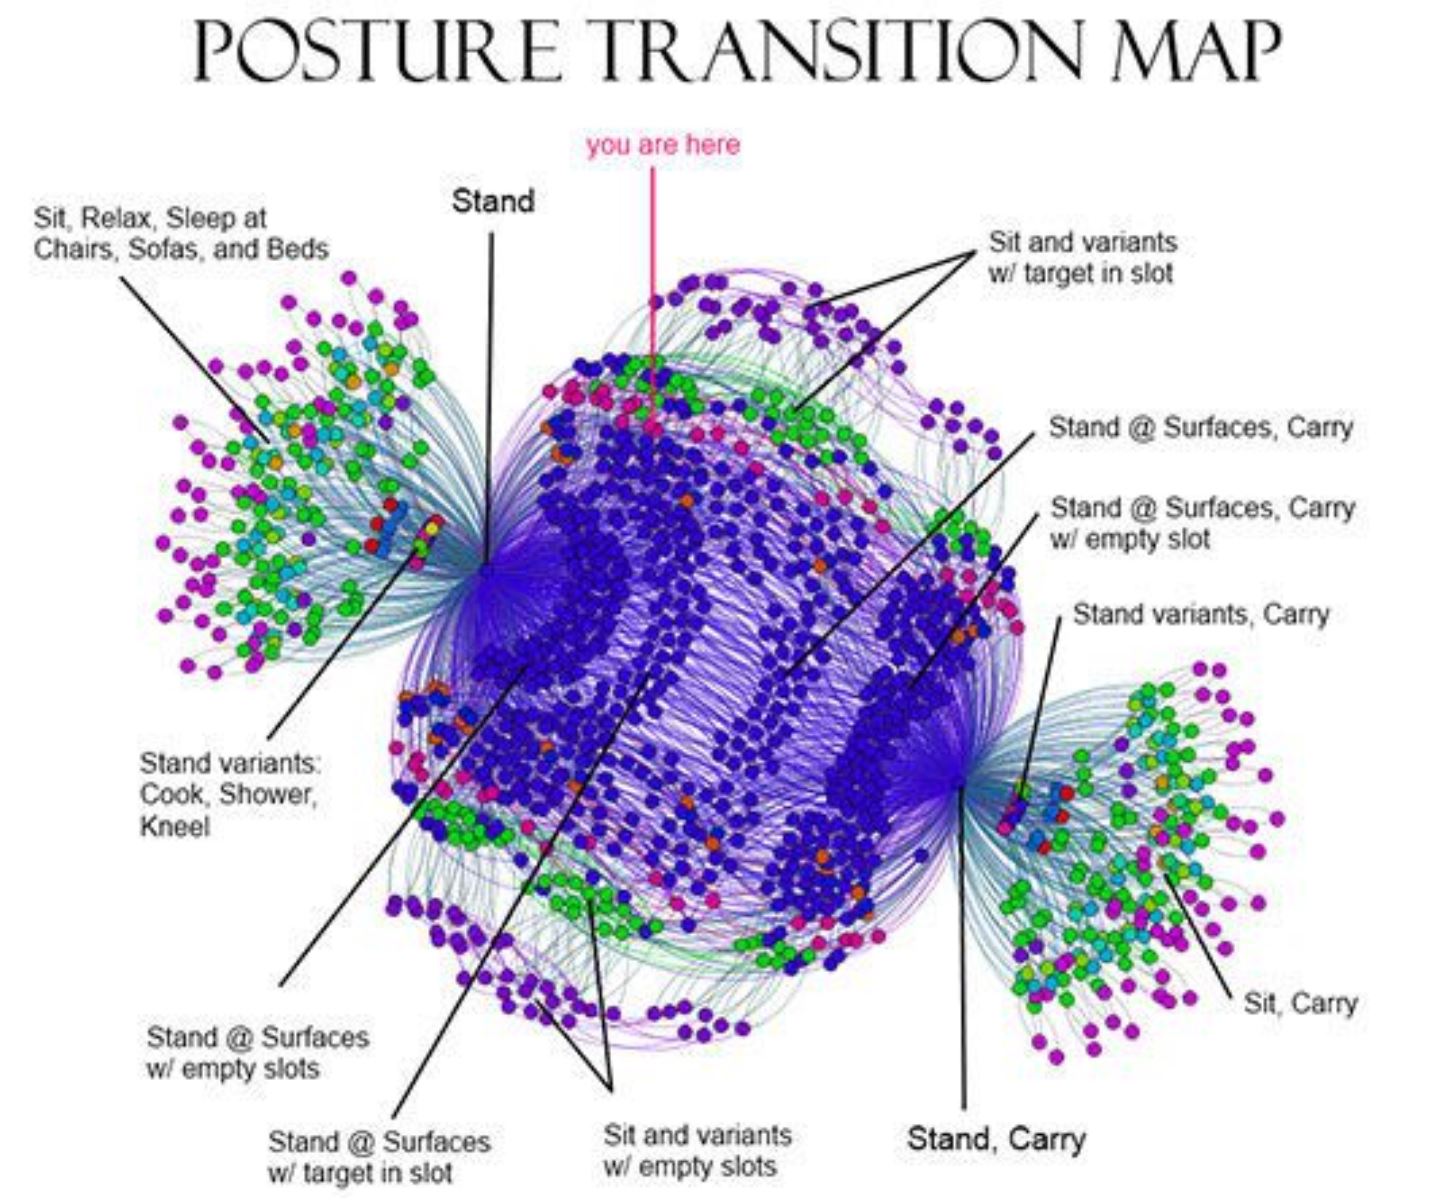 POSTURE TRANSITION MAP
you are here
Stand
Sit, Relax, Sleep at
Chairs, Sofas, and Beds
Sit and variants
w/ target in slot
Stand @ Surfaces, Carry
Stand @ Surfaces, Carry
w/ empty slot
Stand variants, Carry
Stand variants:
Cook, Shower,
Kneel
Sit, Carry
Stand @ Surfaces
w/ empty slots
Stand @ Surfaces
w/ target in slot
Sit and variants
w/ empty slots
Stand, Carry